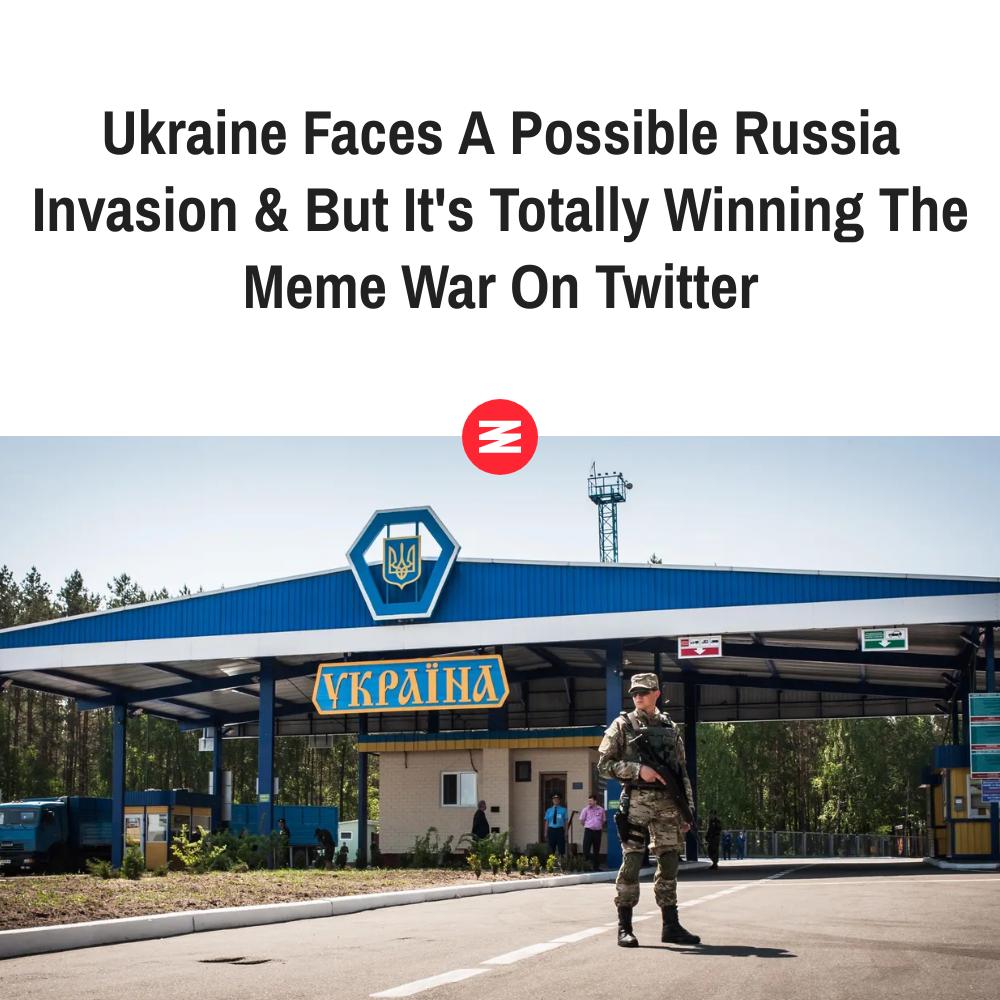 Ukraine Faces A Possible Russia
Invasion & But It's Totally Winning The
Meme War On Twitter
УКРАЇНА